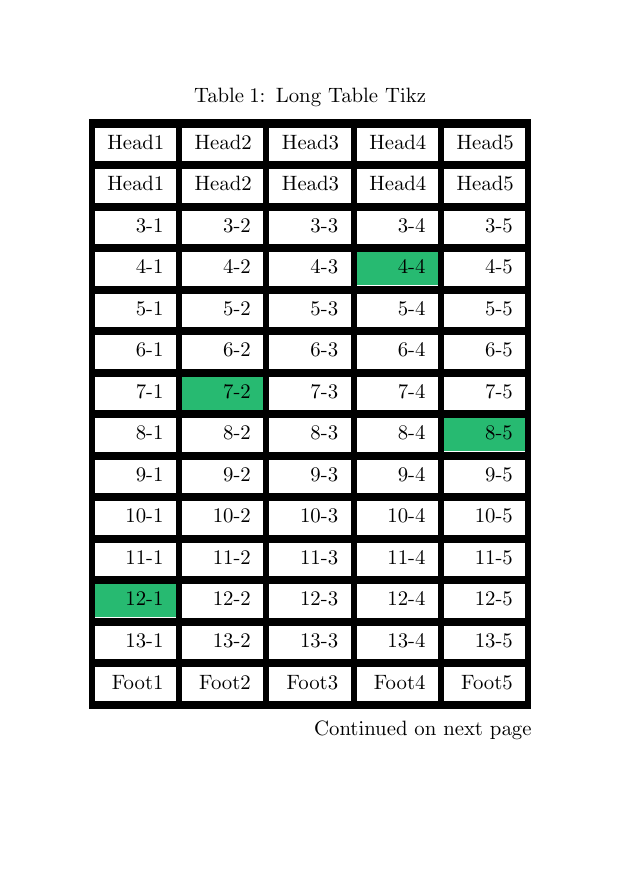 Table 1: Long Table Tikz
Head1 Head2 Head3 Head4 Head5
Head1 Head2 Head3 Head4 Head5
3-1 3-2 3-3 3-4 3-5
4-1 4-2 4-3 4-4 4-5
5-1 5-2 5-3 5-4 5-5
6-1 6-2 6-3 6-4 6-5
7-1 7-2 7-3 7-4 7-5
8-1 8-2 8-3 8-4 8-5
9-1 9-2 9-3 9-4 9-5
10-1 10-2 10-3 10-4 10-5
11-1 11-2 11-3 11-4 11-5
12-1 12-2 12-3 12-4 12-5
13-1 13-2 13-3 13-4 13-5
Foot1 Foot2 Foot3 Foot4 Foot5
Continued on next page